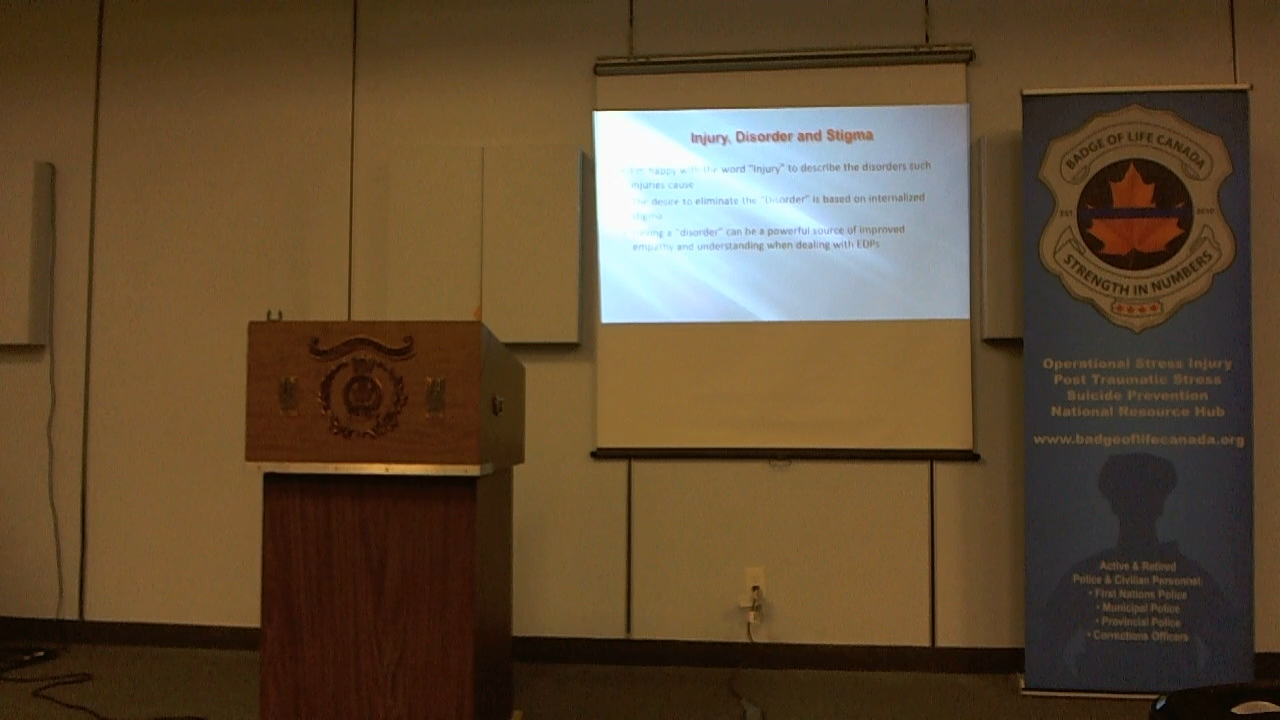 Injury, Disorder and Stigma
I'm happy with the word "Injury" to describe the disorders such
injuries cause
The desire to eliminate the "Disorder" is based on internalized
stigma
Having a "disorder" can be a powerful source of improved
empathy and understanding when dealing with EDPs
BADGE OF LIFE CANADA
EST. 2010
STRENGTH IN NUMBERS
Operational Stress Injury
Post Traumatic Stress
Suicide Prevention
National Resource Hub
www.badgeoflifecanada.org
Active & Retired
Police & Civilian Personnel:
• First Nations Police
• Municipal Police
• Provincial Police
• Corrections Officers